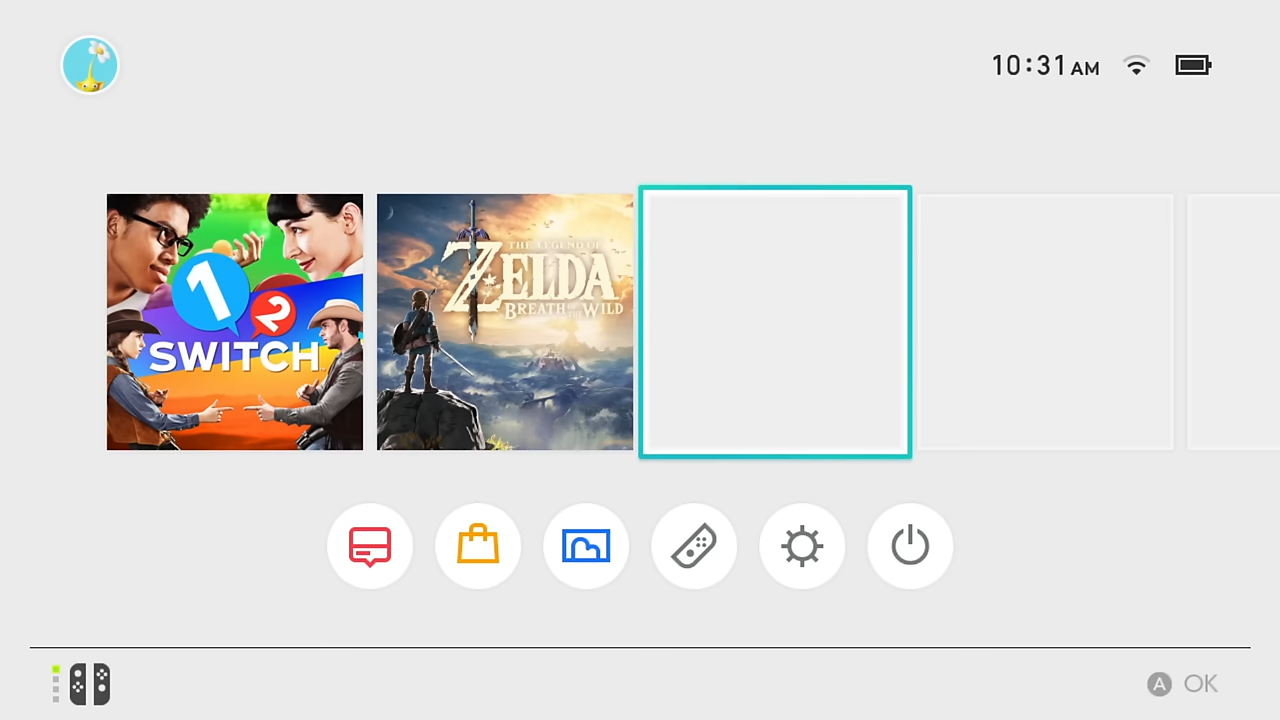 10:31 AM
1
2
SWITCH
THE LEGEND OF
ZELDA
BREATH OF THE WILD
A OK